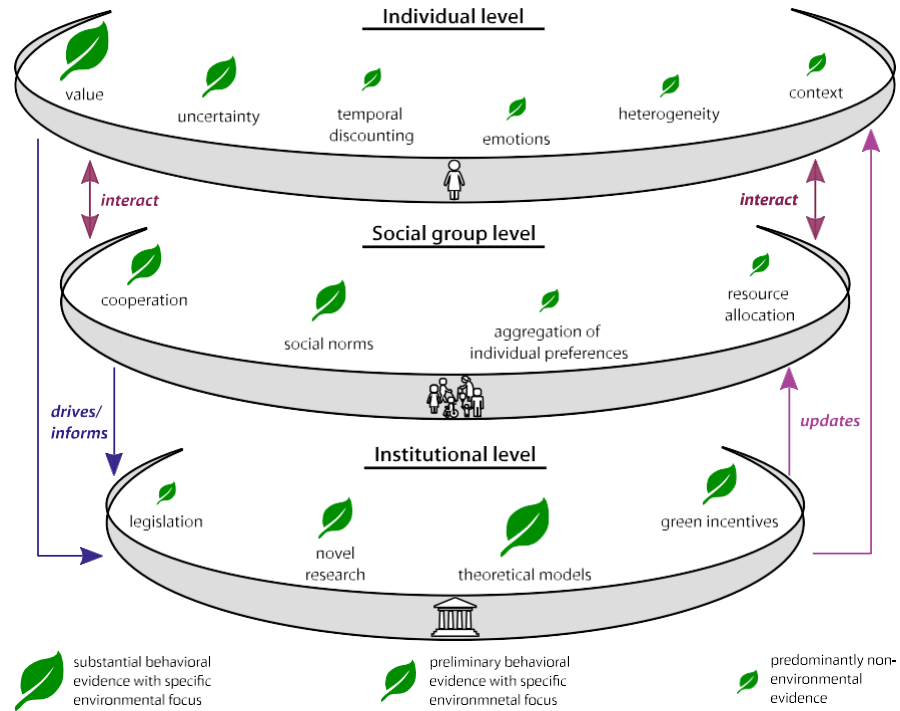 Individual level
value
uncertainty
temporal
discounting
emotions
heterogeneity
context
interact
interact
Social group level
cooperation
social norms
aggregation of
individual preferences
resource
allocation
drives/
informs
updates
Institutional level
legislation
novel
research
theoretical models
green incentives
substantial behavioral
evidence with specific
environmental focus
preliminary behavioral
evidence with specific
environmnetal focus
predominantly non-
environmental
evidence